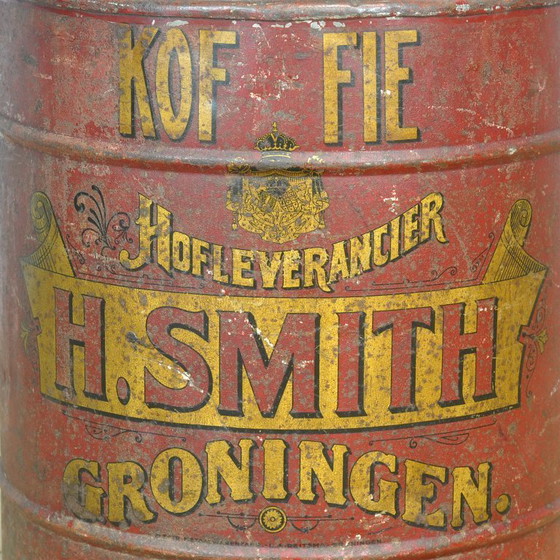 KOF FIE
HOFLEVERANCIER
H. SMITH
GRONINGEN.